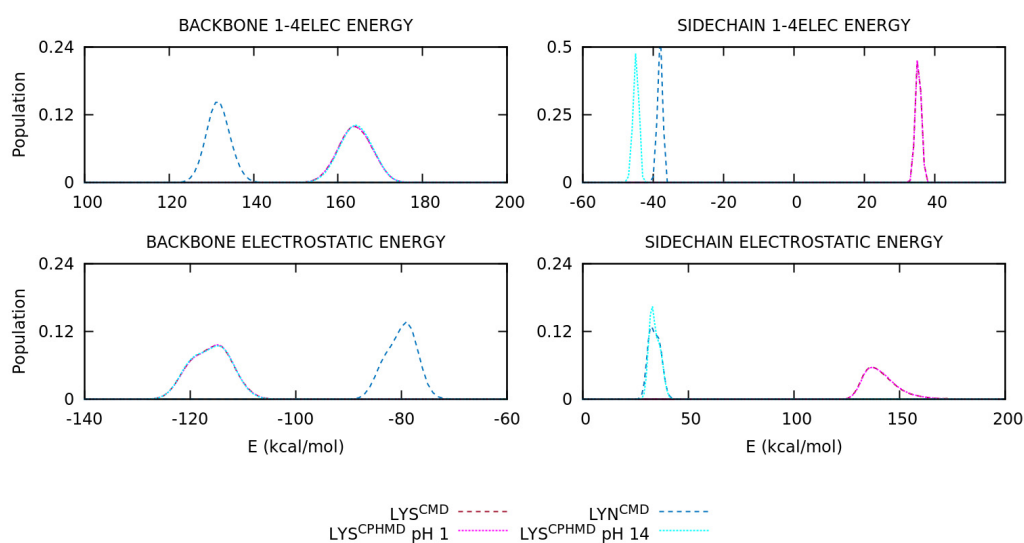 BACKBONE 1-4ELEC ENERGY
SIDECHAIN 1-4ELEC ENERGY
Population
0.24
0.12
0
100 120 140 160 180 200
0.5
0.25
0
-60 -40 -20 0 20 40
BACKBONE ELECTROSTATIC ENERGY
SIDECHAIN ELECTROSTATIC ENERGY
Population
0.24
0.12
0
-140 -120 -100 -80 -60
E (kcal/mol)
0.24
0.12
0
0 50 100 150 200
E (kcal/mol)
LYS^CMD LYN^CMD
LYS^CPHMD pH 1 LYS^CPHMD pH 14